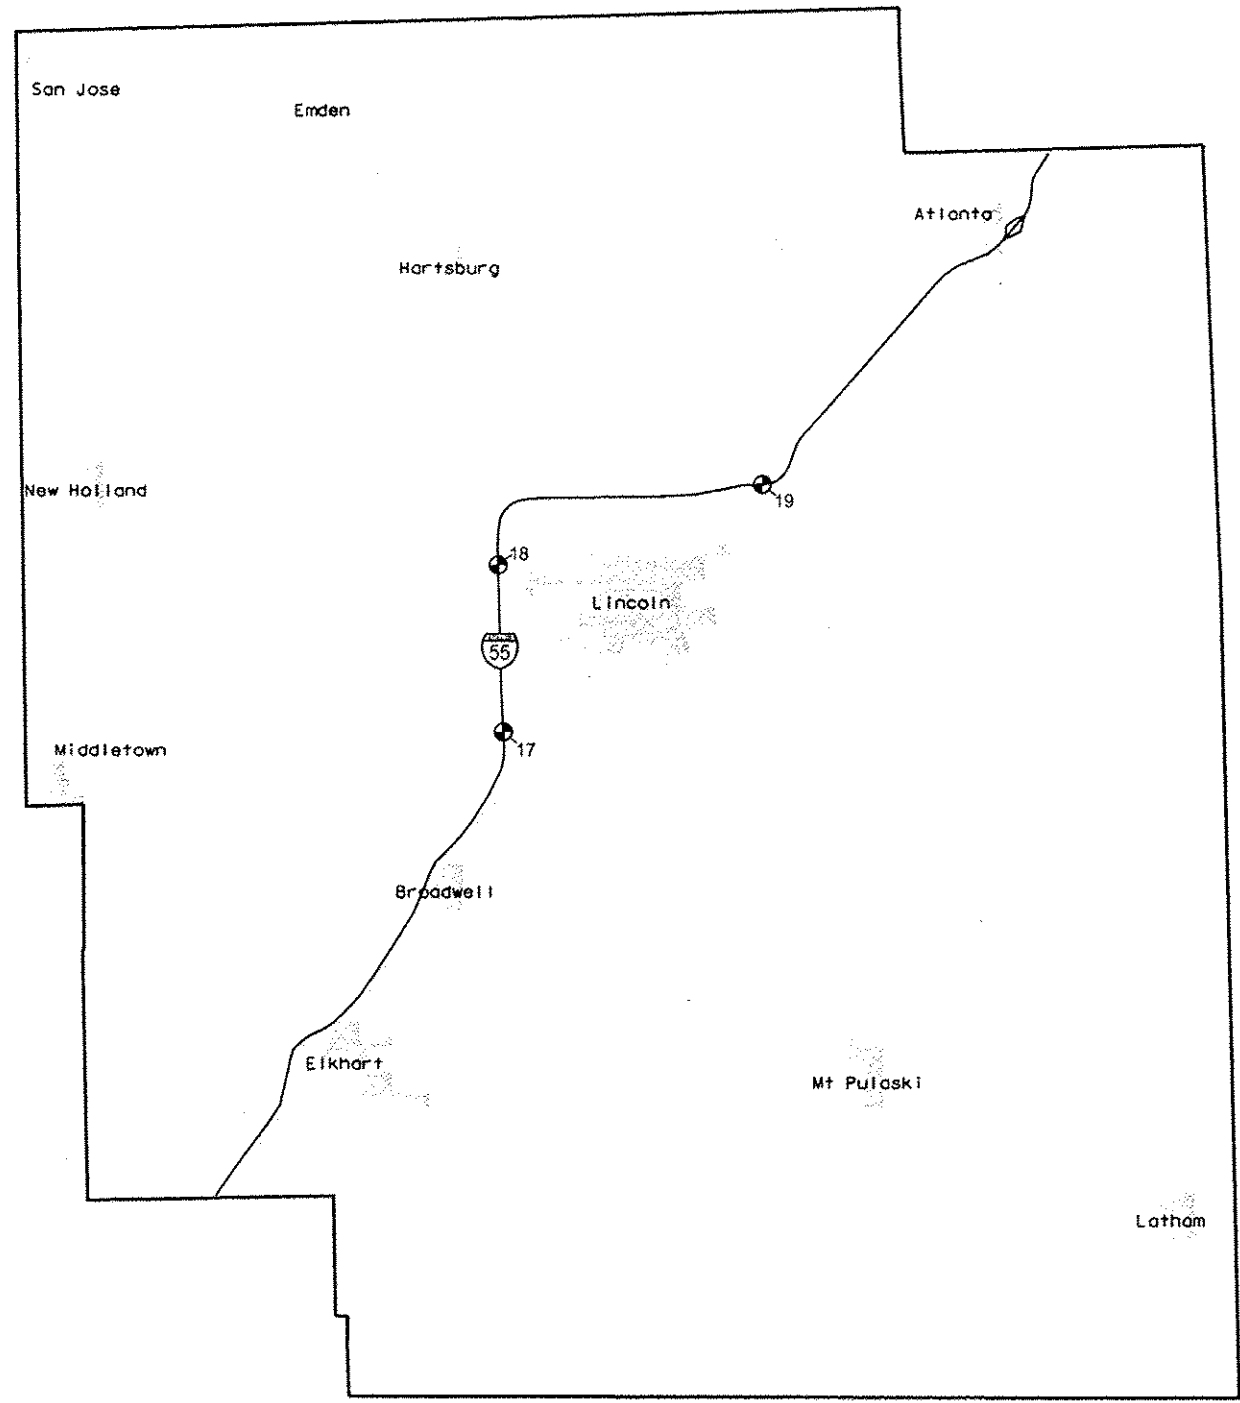 San Jose
Emden
Atlanta
Hartsburg
New Holland
19
18
Lincoln
55
17
Middletown
Broadwell
Elkhart
Mt Pulaski
Latham